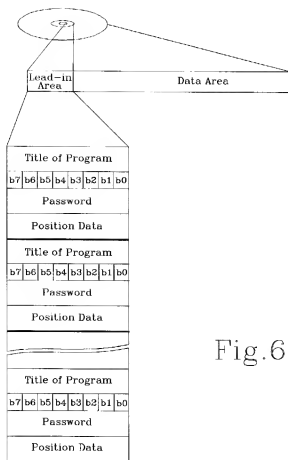 Lead-in
Area
Data Area
Title of Program
b7 b6 b5 b4 b3 b2 b1 b0
Password
Position Data
Title of Program
b7 b6 b5 b4 b3 b2 b1 b0
Password
Position Data
Title of Program
b7 b6 b5 b4 b3 b2 b1 b0
Password
Position Data
Fig.6